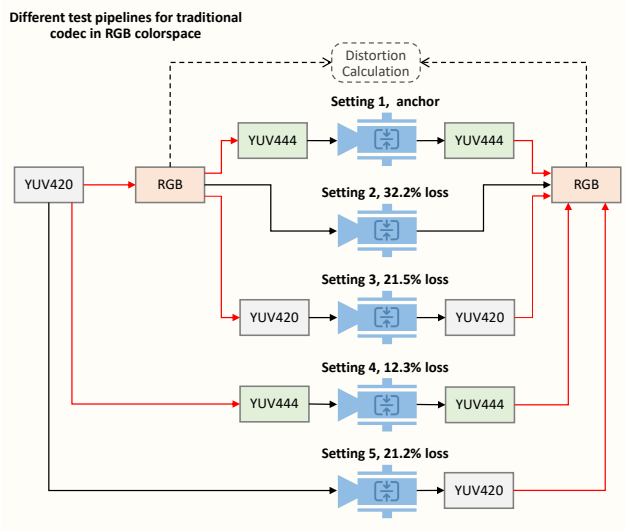 Different test pipelines for traditional
codec in RGB colorspace
Distortion
Calculation
Setting 1, anchor
YUV444
YUV444
YUV420
RGB
RGB
Setting 2, 32.2% loss
Setting 3, 21.5% loss
YUV420
YUV420
Setting 4, 12.3% loss
YUV444
YUV444
Setting 5, 21.2% loss
YUV420